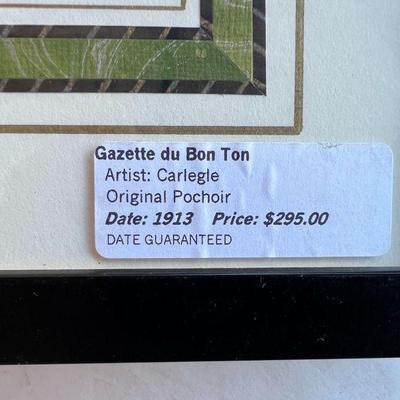 Gazette du Bon Ton
Artist: Carlegle
Original Pochoir
Date: 1913 Price: $295.00
DATE GUARANTEED